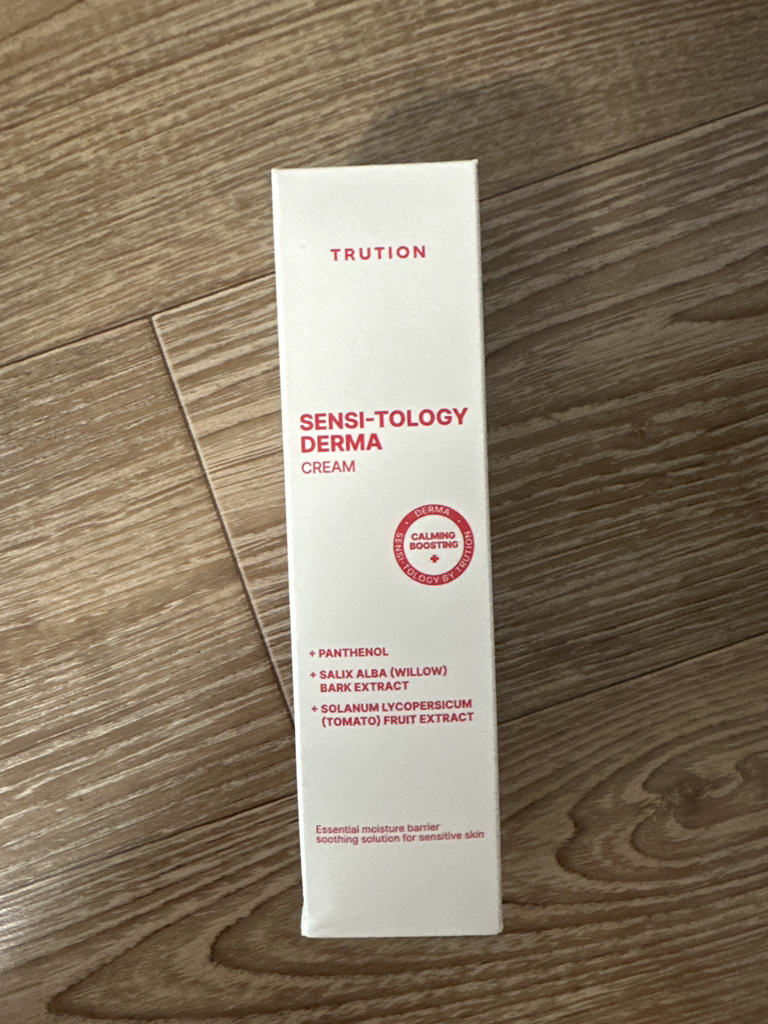 TRUTION
SENSI-TOLOGY
DERMA
CREAM
DERMA
CALMING
BOOSTING
SENSI-TOLOGY BY TRUTION
+ PANTHENOL
+ SALIX ALBA (WILLOW)
BARK EXTRACT
+ SOLANUM LYCOPERSICUM
(TOMATO) FRUIT EXTRACT
Essential moisture barrier
soothing solution for sensitive skin